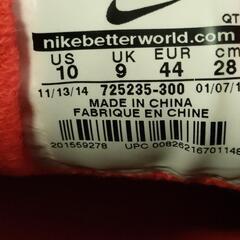 QT
nikebetterworld.com
US UK EUR cm
10 9 44 28
11/13/14 725235-300 01/07/1
MADE IN CHINA
FABRIQUE EN CHINE
201559278 UPC 00826216701148